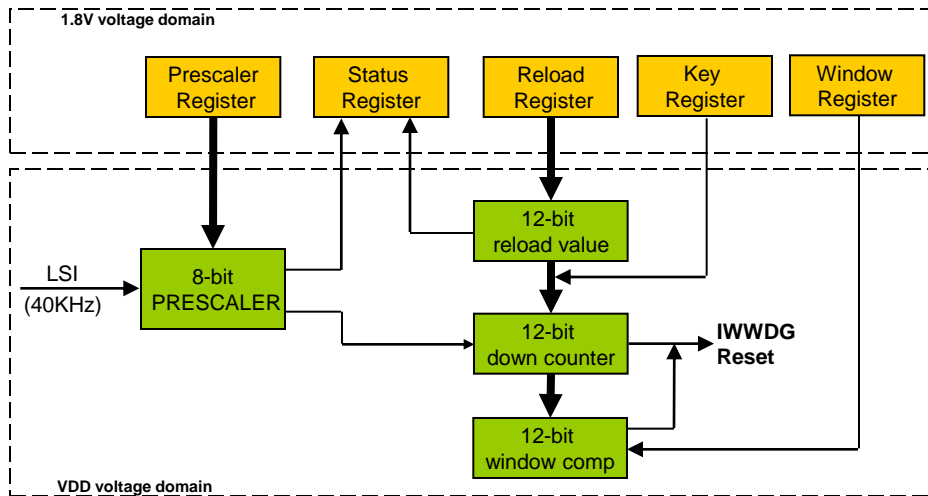 1.8V voltage domain
Prescaler
Register
Status
Register
Reload
Register
Key
Register
Window
Register
12-bit
reload value
LSI
(40KHz)
8-bit
PRESCALER
12-bit
down counter
IWWDG
Reset
12-bit
window comp
VDD voltage domain